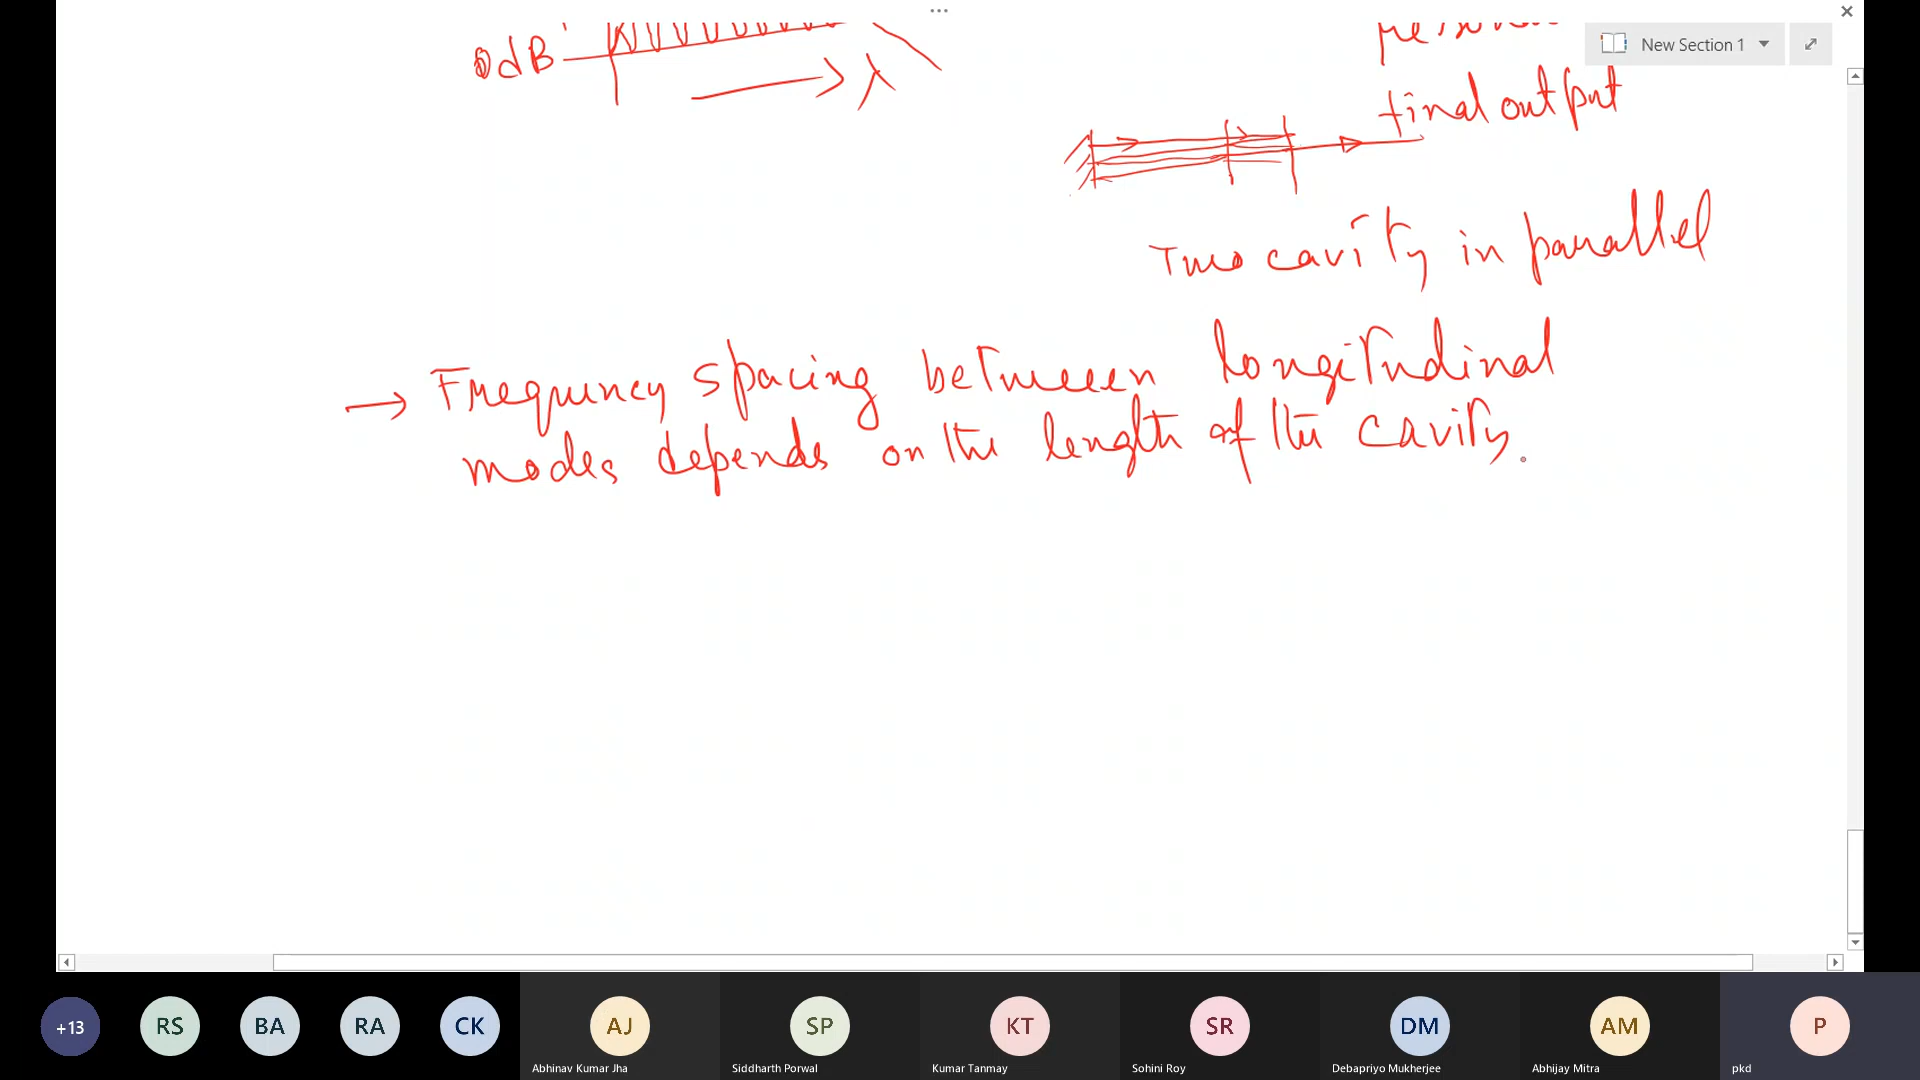 0dB
λ
New Section 1
final output
Two cavity in parallel
→ Frequency spacing between longitudinal
modes depends on the length of the cavity.
+13
RS
BA
RA
CK
AJ
SP
KT
SR
DM
AM
P
Abhinav Kumar Jha
Siddharth Porwal
Kumar Tanmay
Sohini Roy
Debapriyo Mukherjee
Abhijay Mitra
pkd